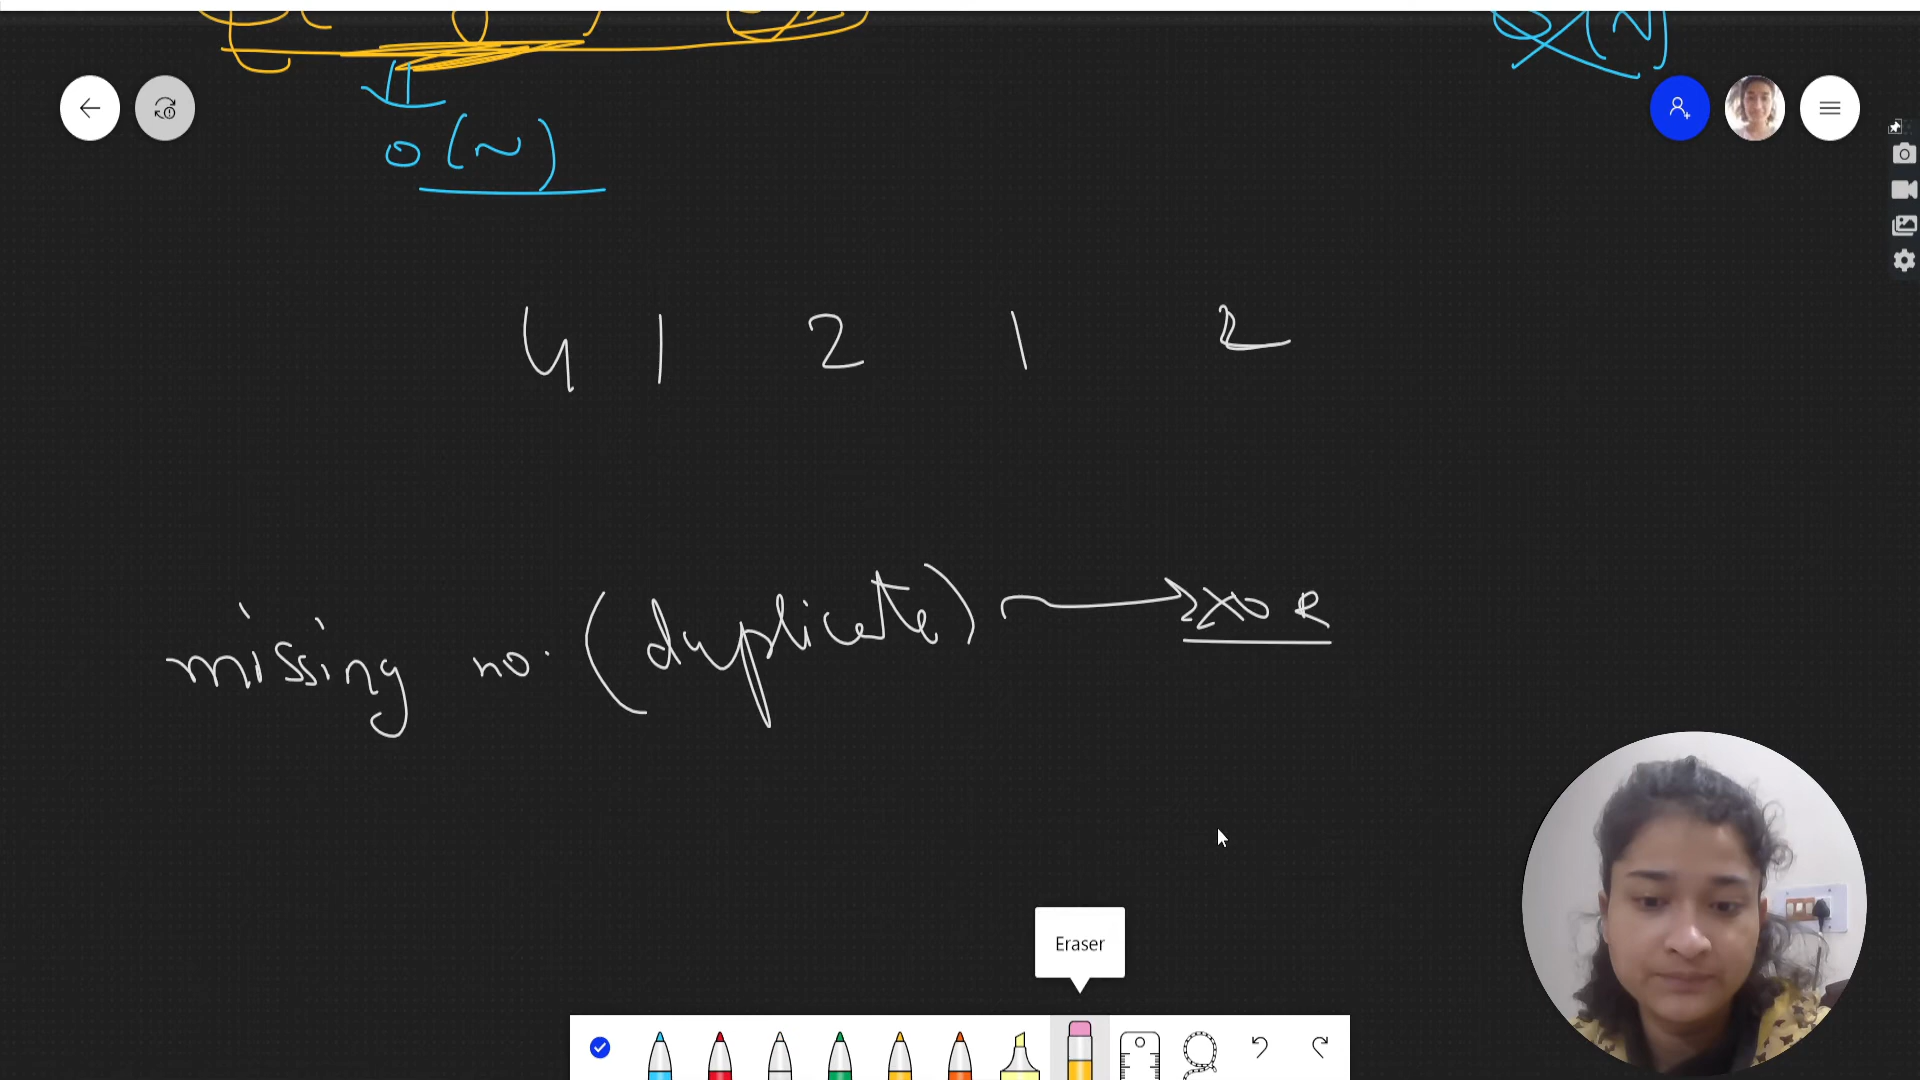 O(N)
O(N)
4 1 2 1 2
missing no. (duplicate) → XOR
Eraser